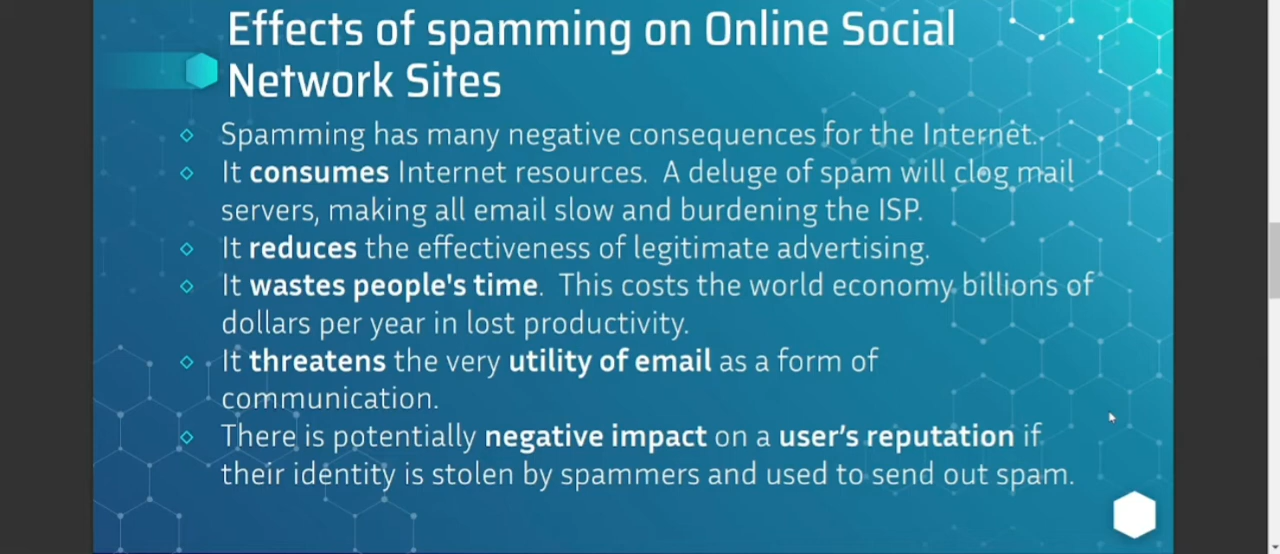 Effects of spamming on Online Social
Network Sites
Spamming has many negative consequences for the Internet.
It consumes Internet resources.  A deluge of spam will clog mail
servers, making all email slow and burdening the ISP.
It reduces the effectiveness of legitimate advertising.
It wastes people's time.  This costs the world economy billions of
dollars per year in lost productivity.
It threatens the very utility of email as a form of
communication.
There is potentially negative impact on a user’s reputation if
their identity is stolen by spammers and used to send out spam.